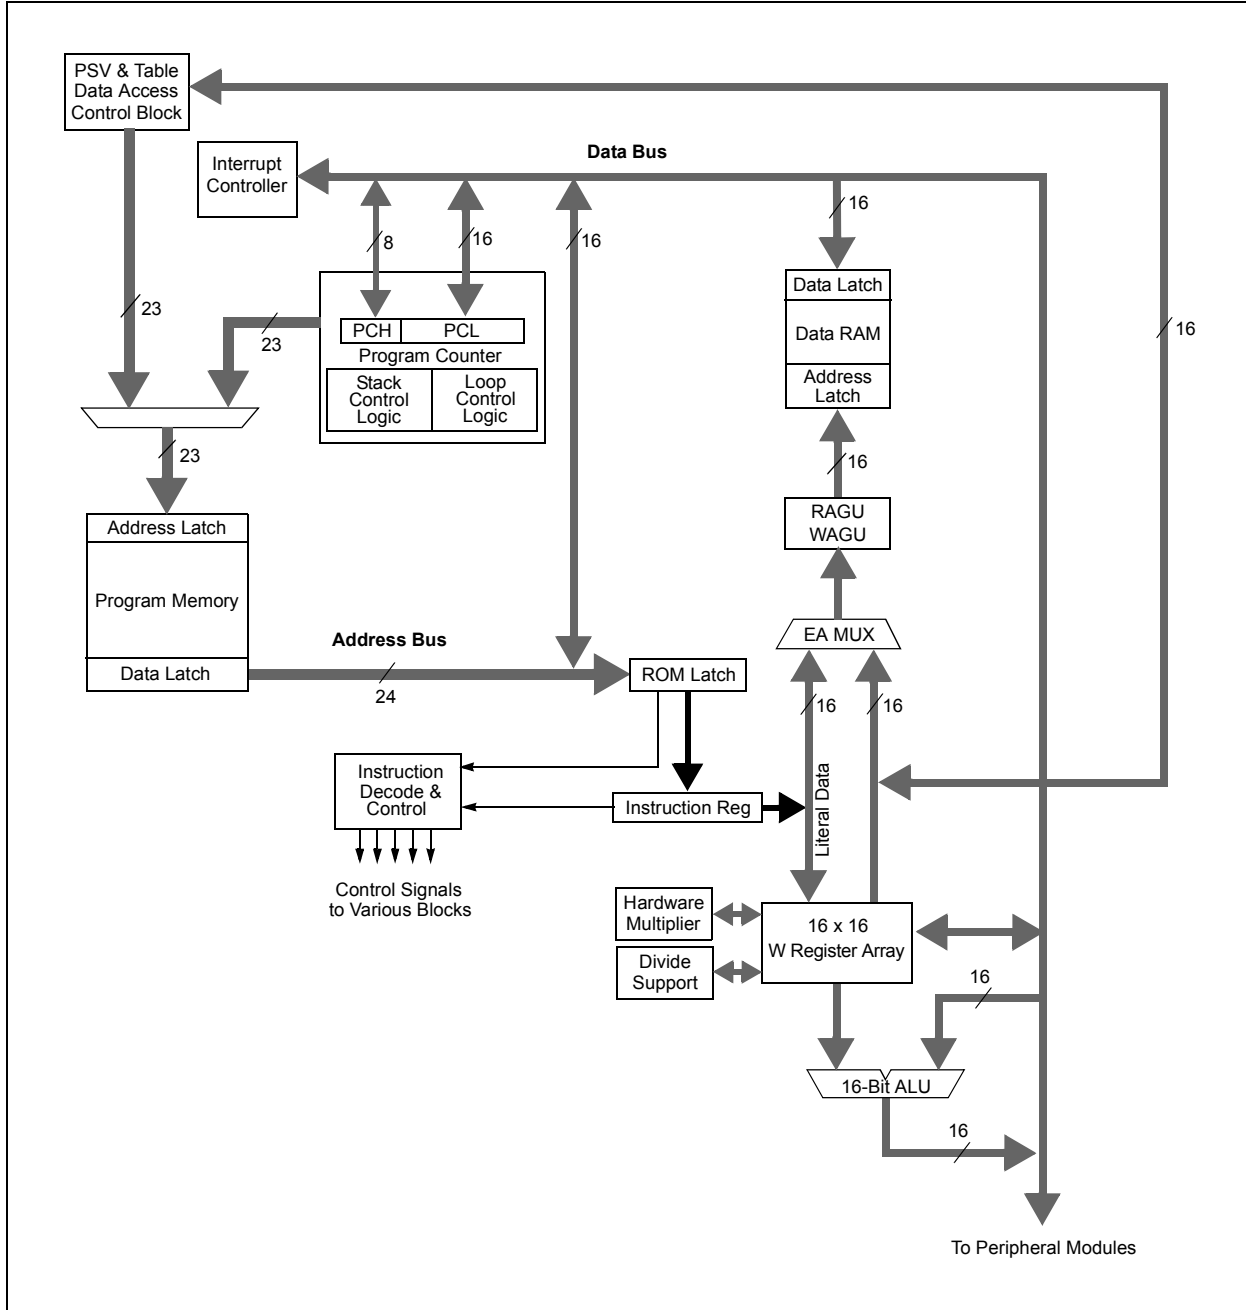 PSV & Table
Data Access
Control Block
Data Bus
Interrupt
Controller
16
8
16
16
16
23
23
PCH
PCL
Program Counter
Stack
Control
Logic
Loop
Control
Logic
Data Latch
Data RAM
Address
Latch
23
16
RAGU
WAGU
Address Latch
Program Memory
Data Latch
Address Bus
24
EA MUX
ROM Latch
16
16
Instruction
Decode &
Control
Instruction Reg
Literal Data
Control Signals
to Various Blocks
Hardware
Multiplier
16 x 16
W Register Array
Divide
Support
16
16-Bit ALU
16
To Peripheral Modules